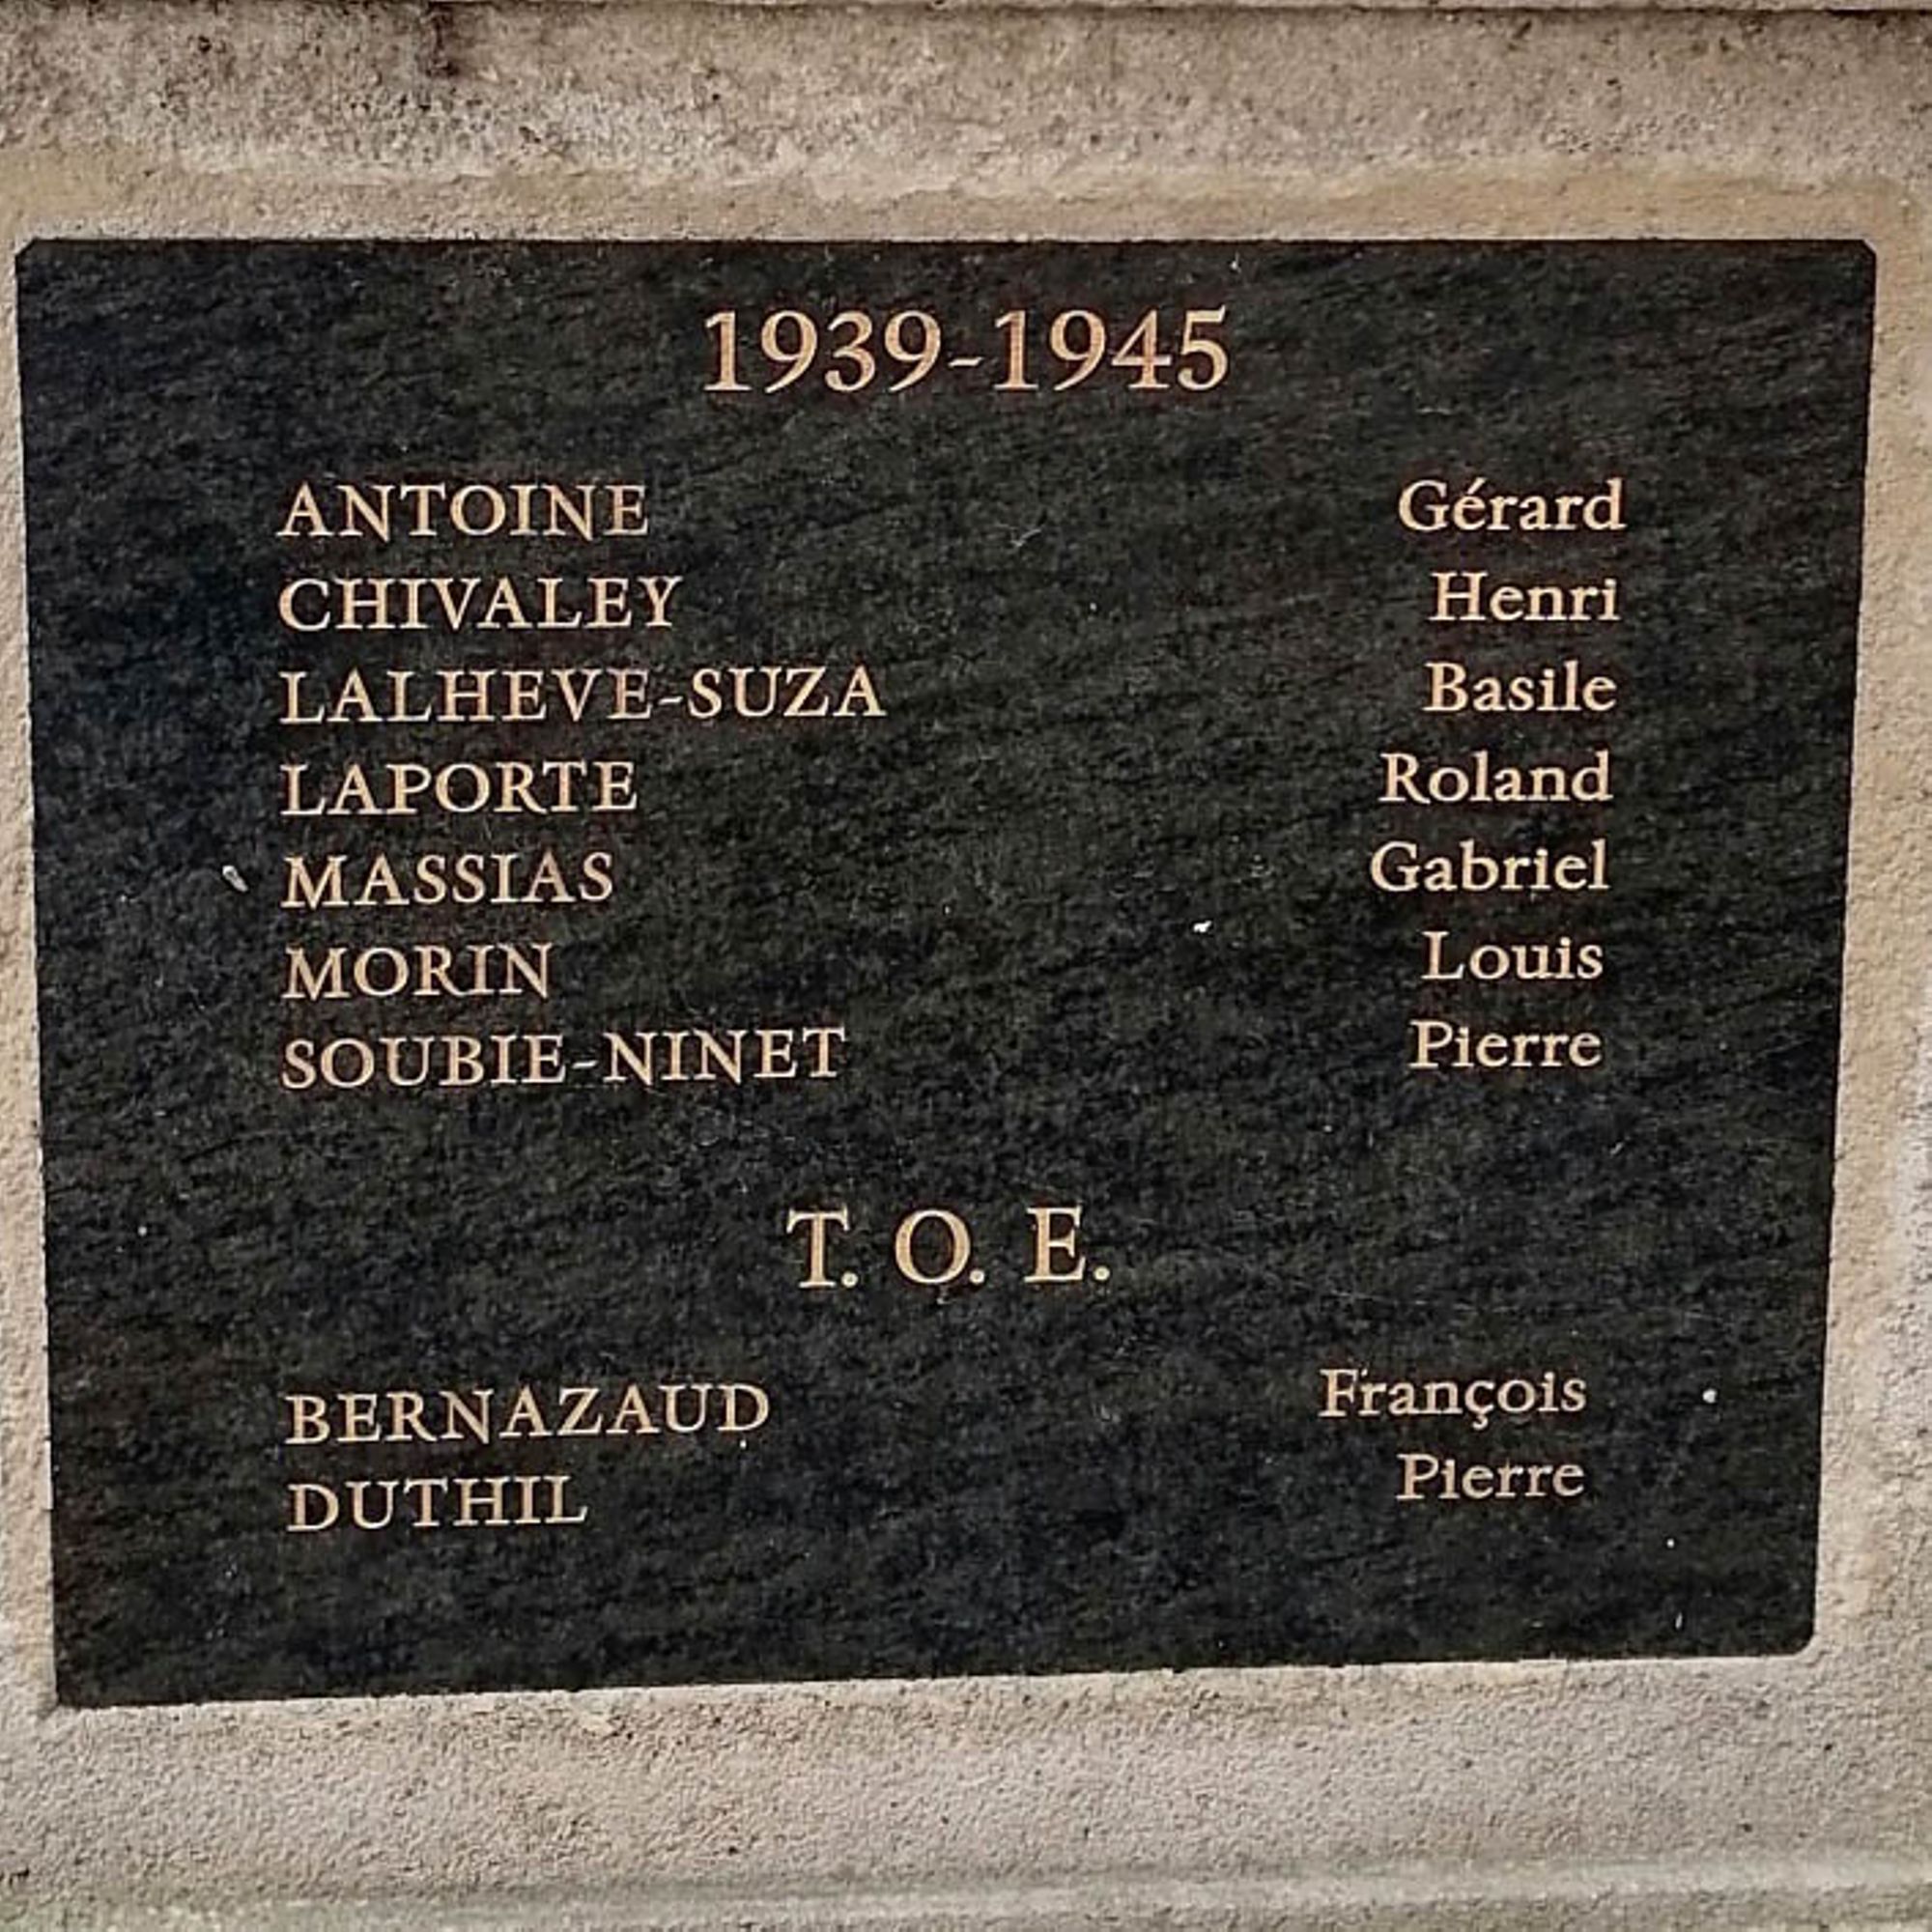 1939-1945
ANTOINE Gérard
CHIVALEY Henri
LALHEVE-SUZA Basile
LAPORTE Roland
MASSIAS Gabriel
MORIN Louis
SOUBIE-NINET Pierre
T. O. E.
BERNAZAUD François
DUTHIL Pierre